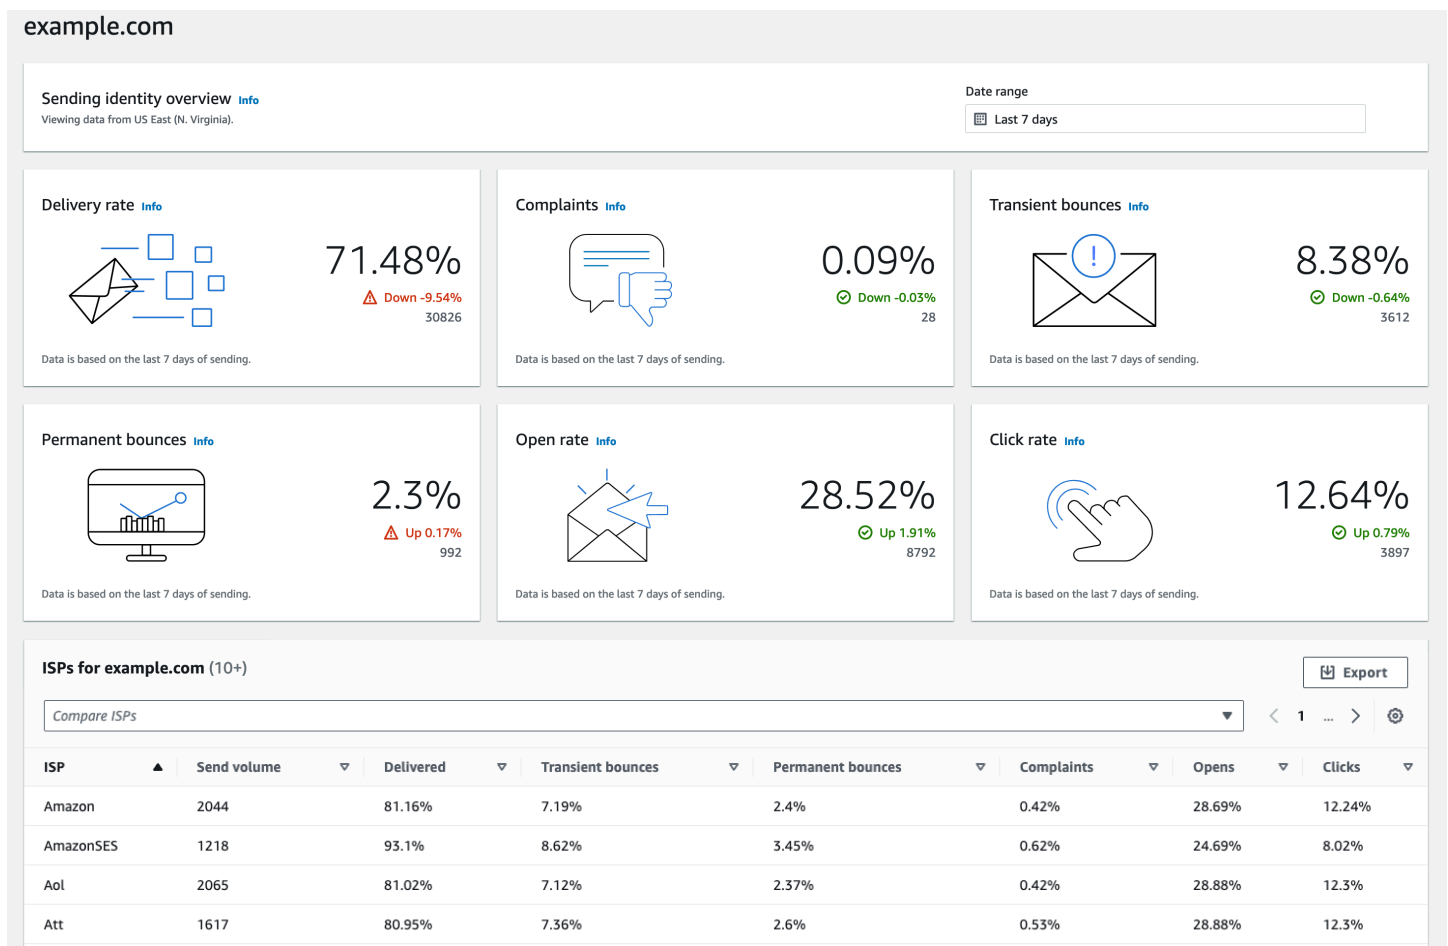 example.com
Sending identity overview Info
Viewing data from US East (N. Virginia).
Date range
Last 7 days
Delivery rate Info
71.48%
Down -9.54%
30826
Data is based on the last 7 days of sending.
Complaints Info
0.09%
Down -0.03%
28
Data is based on the last 7 days of sending.
Transient bounces Info
!
8.38%
Down -0.64%
3612
Data is based on the last 7 days of sending.
Permanent bounces Info
2.3%
Up 0.17%
992
Data is based on the last 7 days of sending.
Open rate Info
28.52%
Up 1.91%
8792
Data is based on the last 7 days of sending.
Click rate Info
12.64%
Up 0.79%
3897
Data is based on the last 7 days of sending.
ISPs for example.com (10+)
Export
Compare ISPs
1 ...
ISP Send volume Delivered Transient bounces Permanent bounces Complaints Opens Clicks
Amazon 2044 81.16% 7.19% 2.4% 0.42% 28.69% 12.24%
AmazonSES 1218 93.1% 8.62% 3.45% 0.62% 24.69% 8.02%
Aol 2065 81.02% 7.12% 2.37% 0.42% 28.88% 12.3%
Att 1617 80.95% 7.36% 2.6% 0.53% 28.88% 12.3%